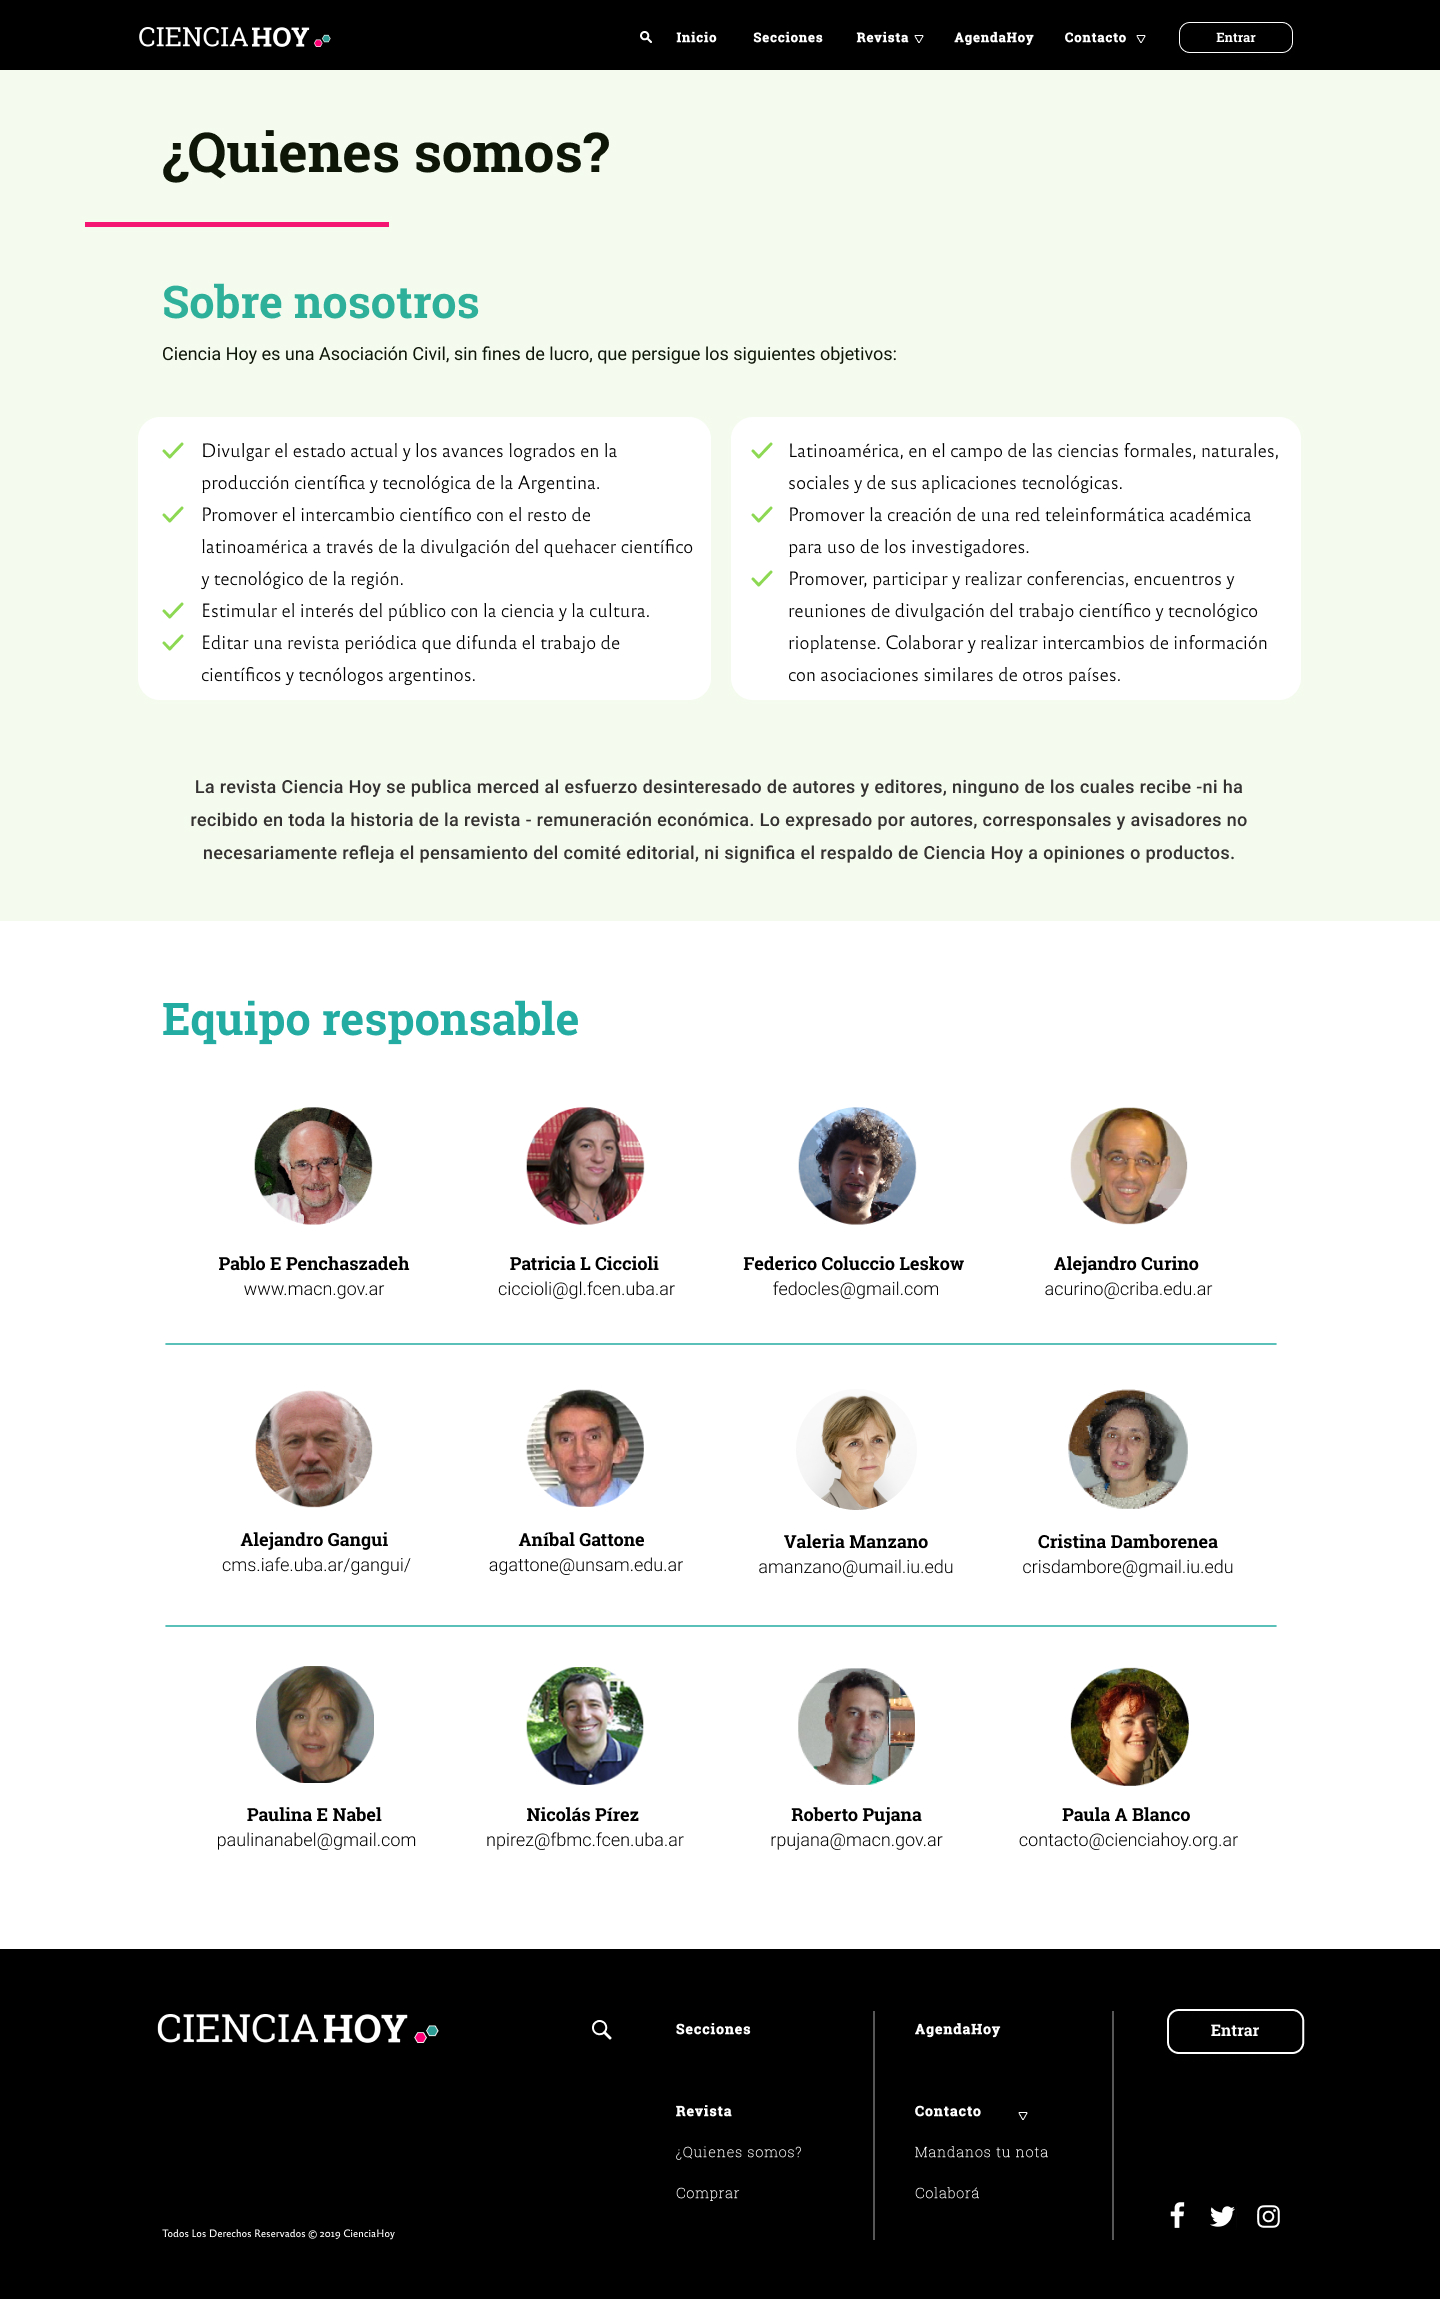 CIENCIAHOY
Inicio
Secciones
Revista
AgendaHoy
Contacto
Entrar
¿Quienes somos?
Sobre nosotros
Ciencia Hoy es una Asociación Civil, sin fines de lucro, que persigue los siguientes objetivos:
Divulgar el estado actual y los avances logrados en la
producción científica y tecnológica de la Argentina.
Promover el intercambio científico con el resto de
latinoamérica a través de la divulgación del quehacer científico
y tecnológico de la región.
Estimular el interés del público con la ciencia y la cultura.
Editar una revista periódica que difunda el trabajo de
científicos y tecnólogos argentinos.
Latinoamérica, en el campo de las ciencias formales, naturales,
sociales y de sus aplicaciones tecnológicas.
Promover la creación de una red teleinformática académica
para uso de los investigadores.
Promover, participar y realizar conferencias, encuentros y
reuniones de divulgación del trabajo científico y tecnológico
rioplatense. Colaborar y realizar intercambios de información
con asociaciones similares de otros países.
La revista Ciencia Hoy se publica merced al esfuerzo desinteresado de autores y editores, ninguno de los cuales recibe -ni ha
recibido en toda la historia de la revista - remuneración económica. Lo expresado por autores, corresponsales y avisadores no
necesariamente refleja el pensamiento del comité editorial, ni significa el respaldo de Ciencia Hoy a opiniones o productos.
Equipo responsable
Pablo E Penchaszadeh
www.macn.gov.ar
Patricia L Ciccioli
ciccioli@gl.fcen.uba.ar
Federico Coluccio Leskow
fedocles@gmail.com
Alejandro Curino
acurino@criba.edu.ar
Alejandro Gangui
cms.iafe.uba.ar/gangui/
Aníbal Gattone
agattone@unsam.edu.ar
Valeria Manzano
amanzano@umail.iu.edu
Cristina Damborenea
crisdambore@gmail.iu.edu
Paulina E Nabel
paulinanabel@gmail.com
Nicolás Pírez
npirez@fbmc.fcen.uba.ar
Roberto Pujana
rpujana@macn.gov.ar
Paula A Blanco
contacto@cienciahoy.org.ar
CIENCIAHOY
Secciones
Revista
¿Quienes somos?
Comprar
AgendaHoy
Contacto
Mandanos tu nota
Colaborá
Entrar
Todos Los Derechos Reservados © 2019 CienciaHoy